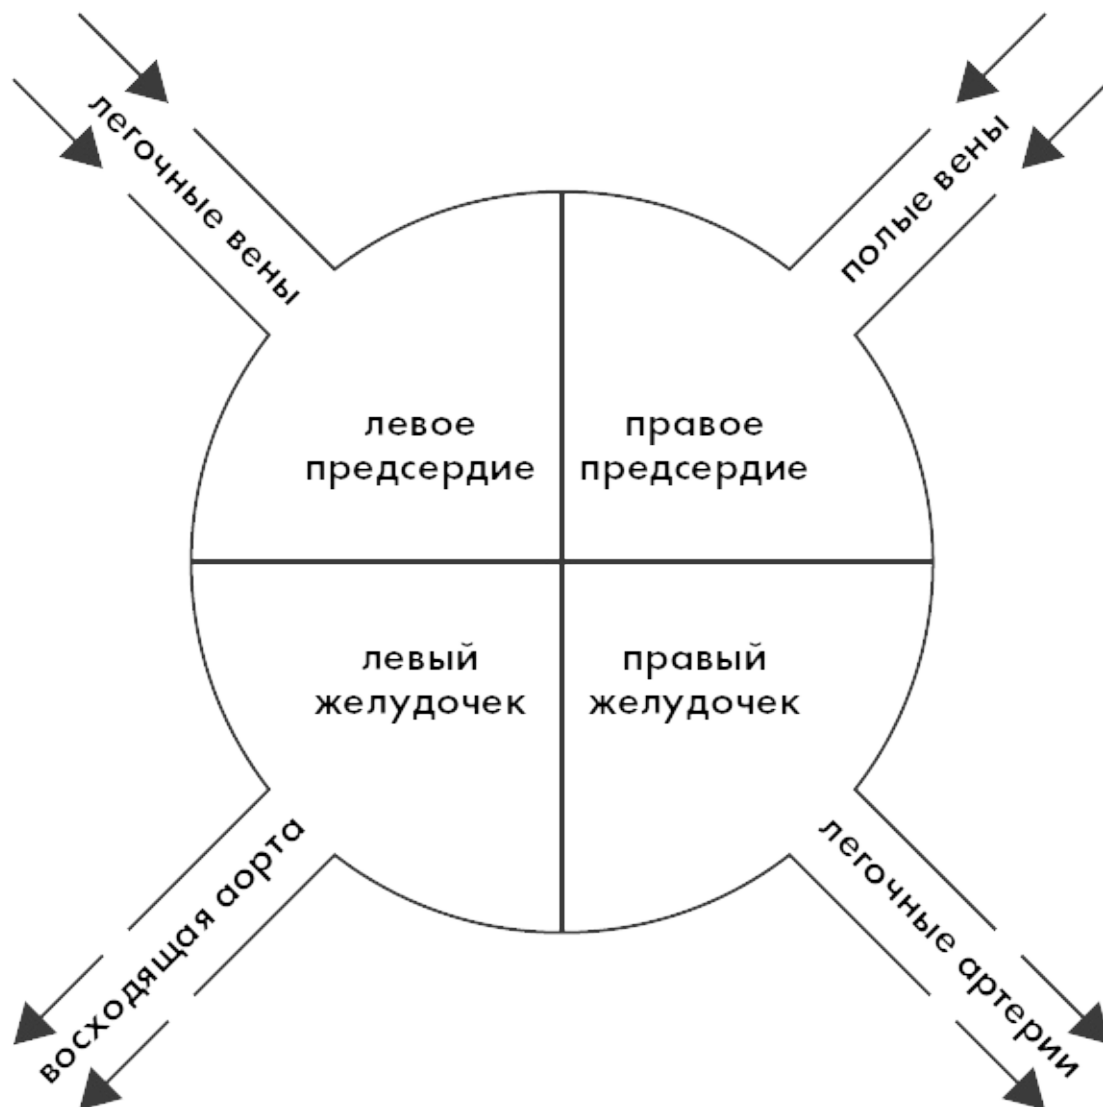 легочные вены
полые вены
левое
предсердие
правое
предсердие
левый
желудочек
правый
желудочек
восходящая аорта
легочные артерии